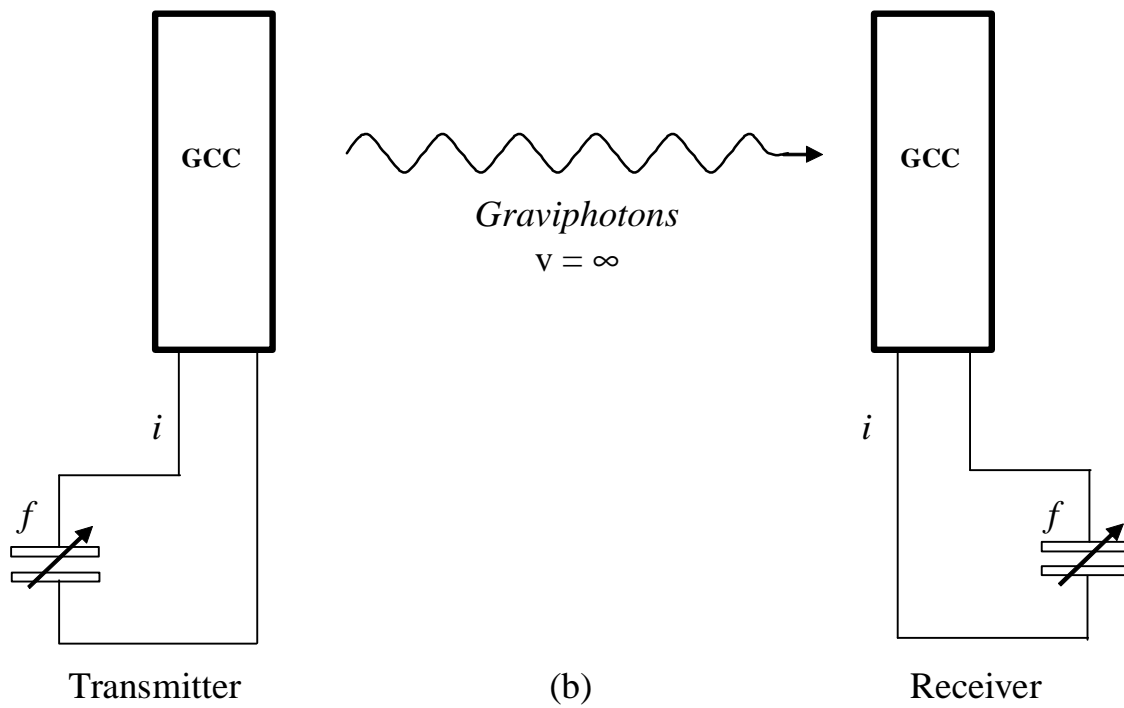 GCC
GCC
Graviphotons
v = ∞
i
i
f
f
Transmitter
(b)
Receiver